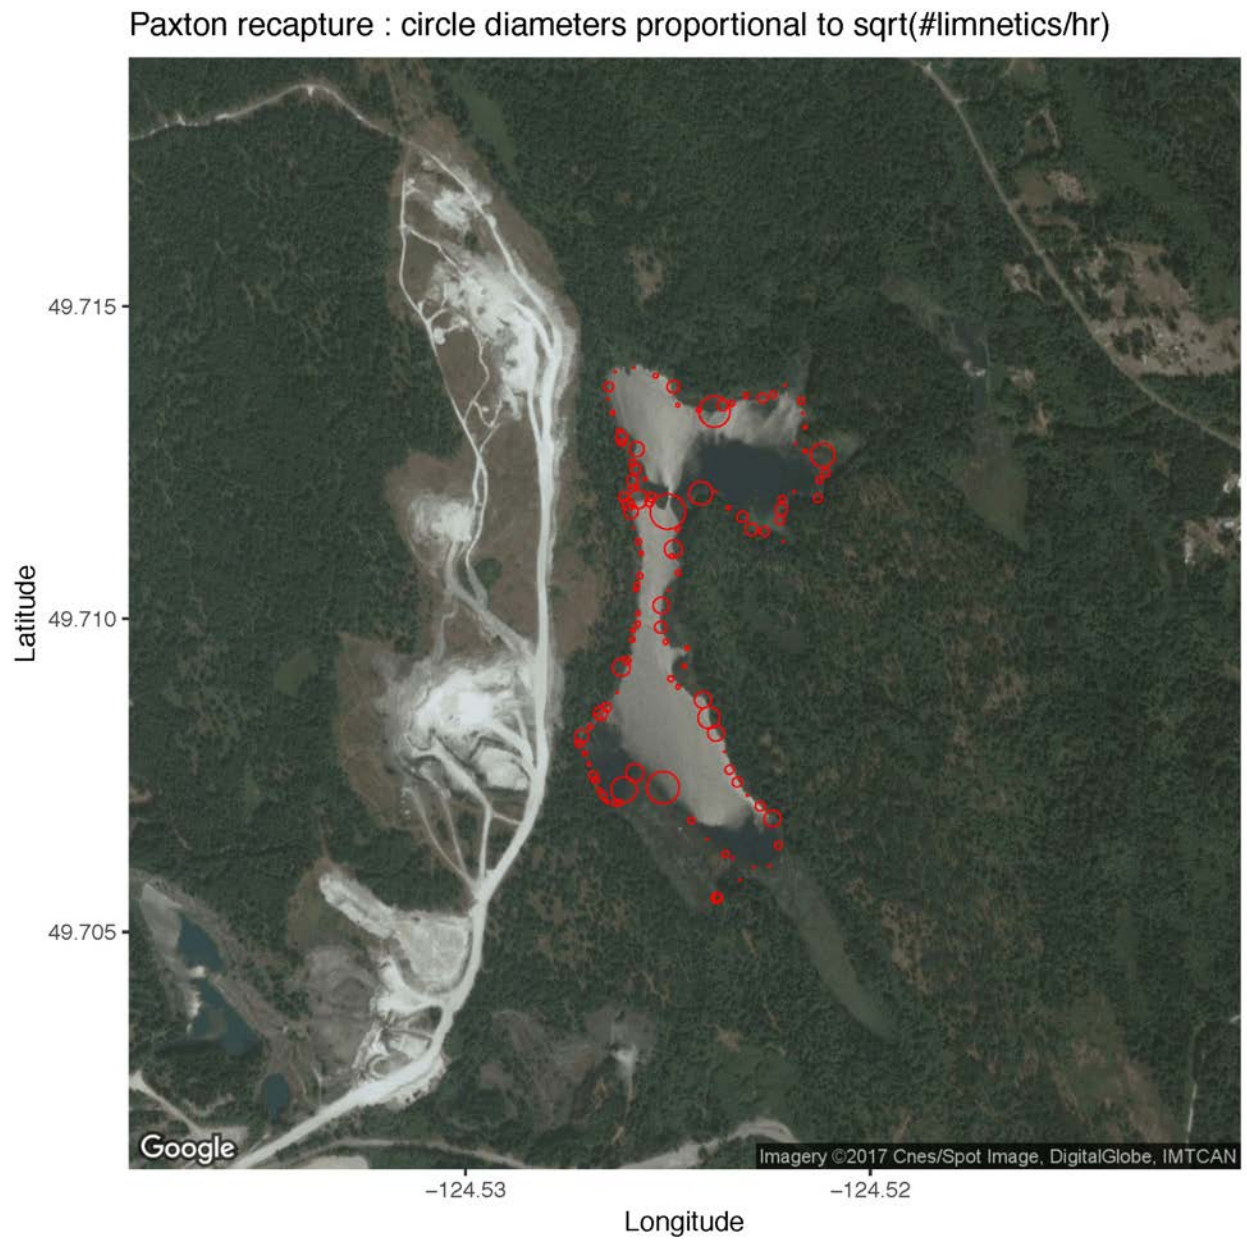 Paxton recapture : circle diameters proportional to sqrt(#limnetics/hr)
49.715
49.710
49.705
Latitude
Google
Imagery ©2017 Cnes/Spot Image, DigitalGlobe, IMTCAN
−124.53
−124.52
Longitude